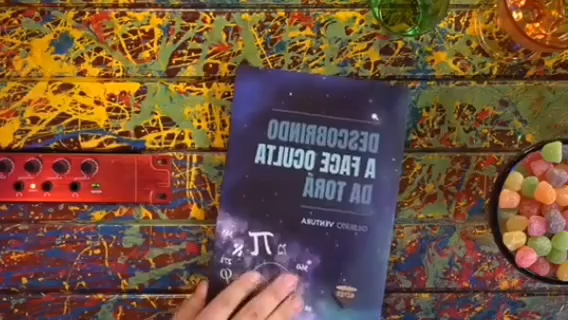 DESCOBRINDO
A FACE OCULTA
DA TORÁ
VENTURA
π